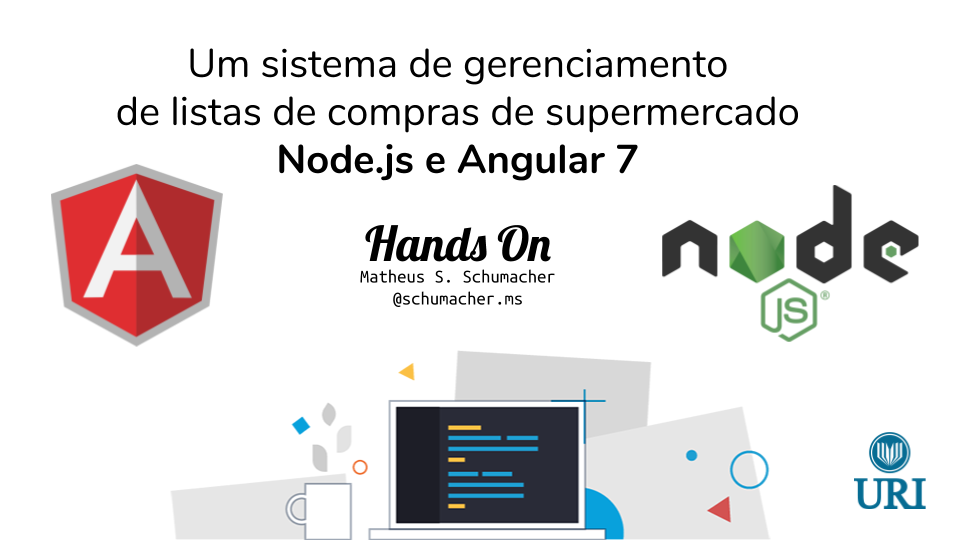 Um sistema de gerenciamento
de listas de compras de supermercado
Node.js e Angular 7
A
Hands On
Matheus S. Schumacher
@schumacher.ms
node
JS®
URI